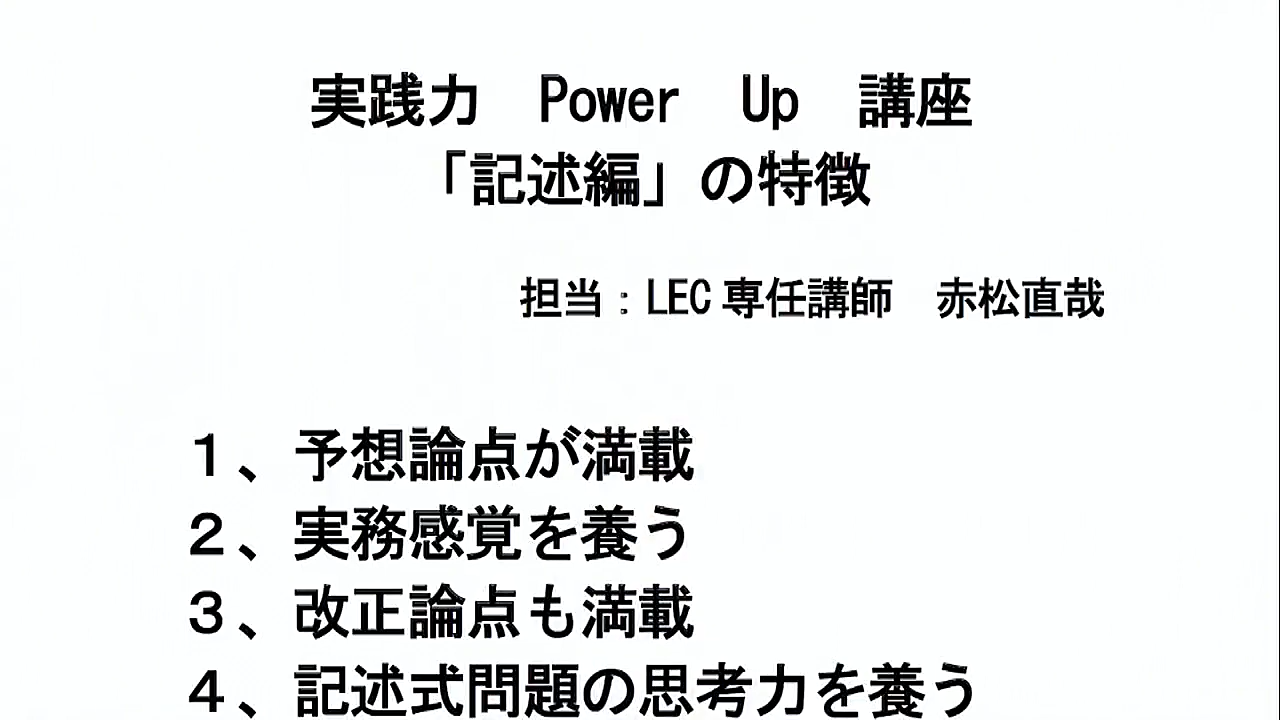 実践力　Power　Up　講座
「記述編」の特徴
担当：LEC専任講師　赤松直哉
１、予想論点が満載
２、実務感覚を養う
３、改正論点も満載
４、記述式問題の思考力を養う